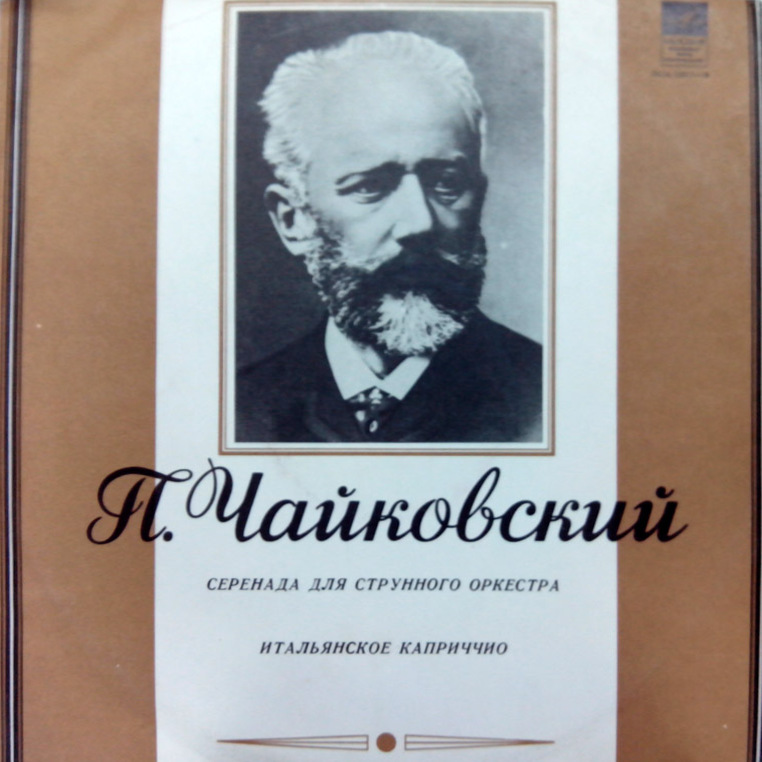 П. Чайковский
СЕРЕНАДА ДЛЯ СТРУННОГО ОРКЕСТРА
ИТАЛЬЯНСКОЕ КАПРИЧЧИО